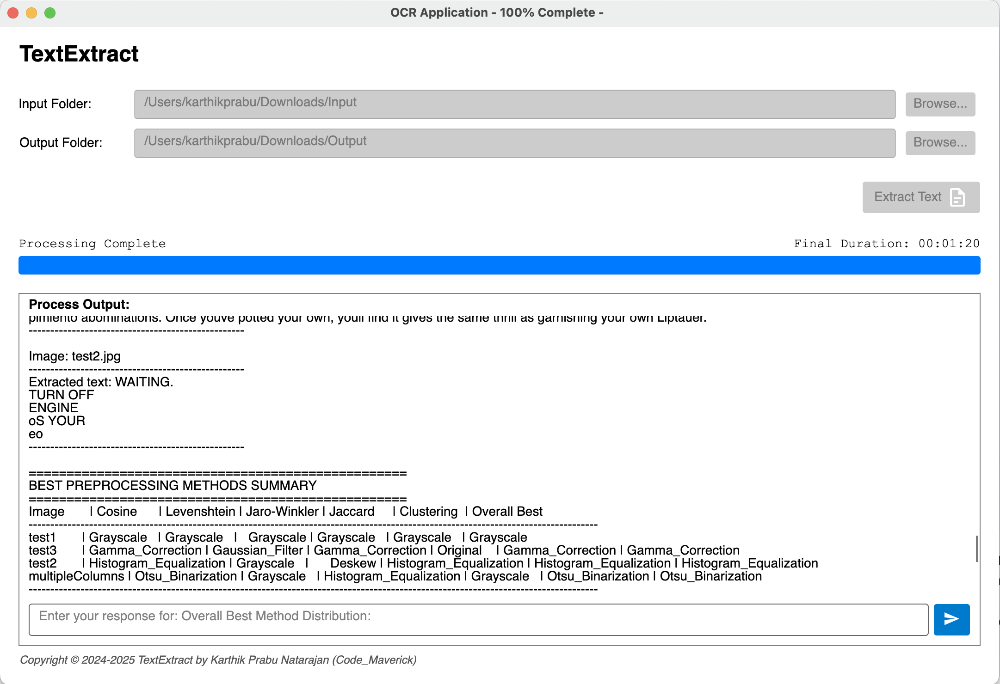 OCR Application - 100% Complete -
TextExtract
Input Folder: /Users/karthikprabu/Downloads/Input Browse...
Output Folder: /Users/karthikprabu/Downloads/Output Browse...
Extract Text
Processing Complete Final Duration: 00:01:20
Process Output:
pimiento abominations. Once youve potted your own, youll find it gives the same thrill as garnishing your own Liptauer.
--------------------------------------------------
Image: test2.jpg
--------------------------------------------------
Extracted text: WAITING.
TURN OFF
ENGINE
oS YOUR
eo
--------------------------------------------------
==================================================
BEST PREPROCESSING METHODS SUMMARY
==================================================
Image | Cosine | Levenshtein | Jaro-Winkler | Jaccard | Clustering | Overall Best
------------------------------------------------------------------------------------------------------------------------------------
test1 | Grayscale | Grayscale | Grayscale | Grayscale | Grayscale | Grayscale
test3 | Gamma_Correction | Gaussian_Filter | Gamma_Correction | Original | Gamma_Correction | Gamma_Correction
test2 | Histogram_Equalization | Grayscale | Deskew | Histogram_Equalization | Histogram_Equalization | Histogram_Equalization
multipleColumns | Otsu_Binarization | Grayscale | Histogram_Equalization | Grayscale | Otsu_Binarization | Otsu_Binarization
------------------------------------------------------------------------------------------------------------------------------------
Enter your response for: Overall Best Method Distribution:
Copyright © 2024-2025 TextExtract by Karthik Prabu Natarajan (Code_Maverick)